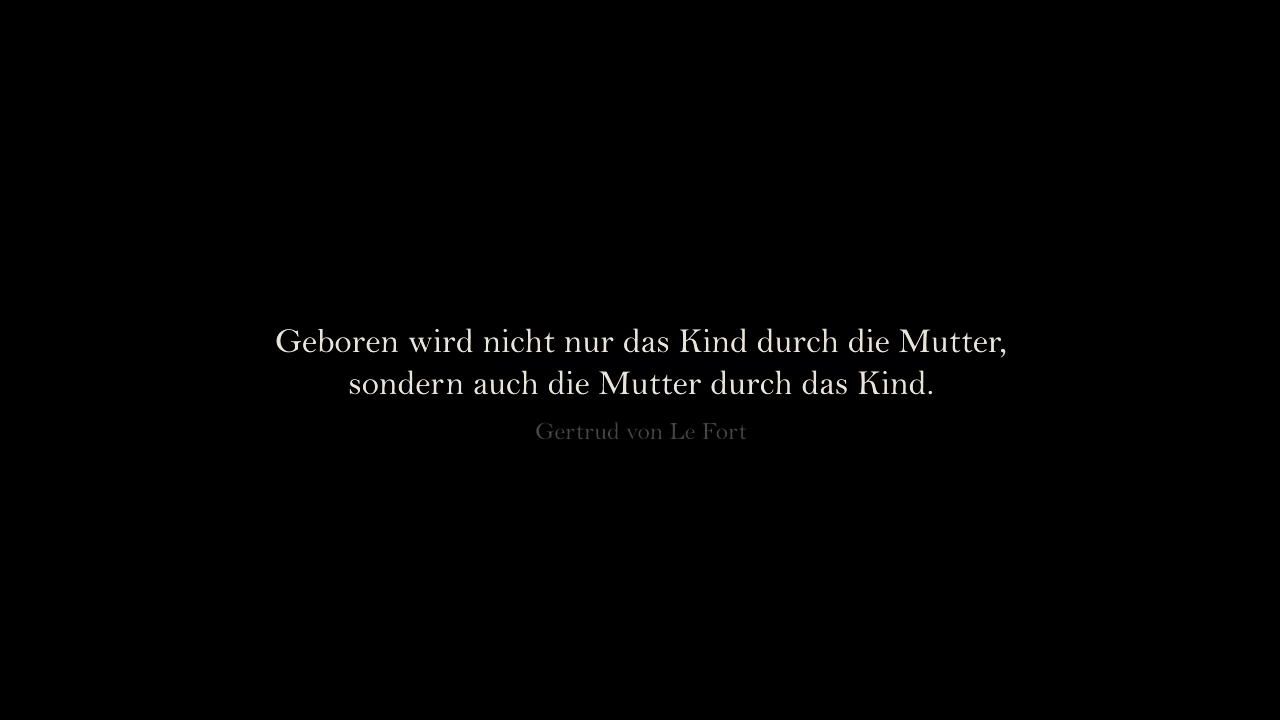 Geboren wird nicht nur das Kind durch die Mutter,
sondern auch die Mutter durch das Kind.
Gertrud von Le Fort